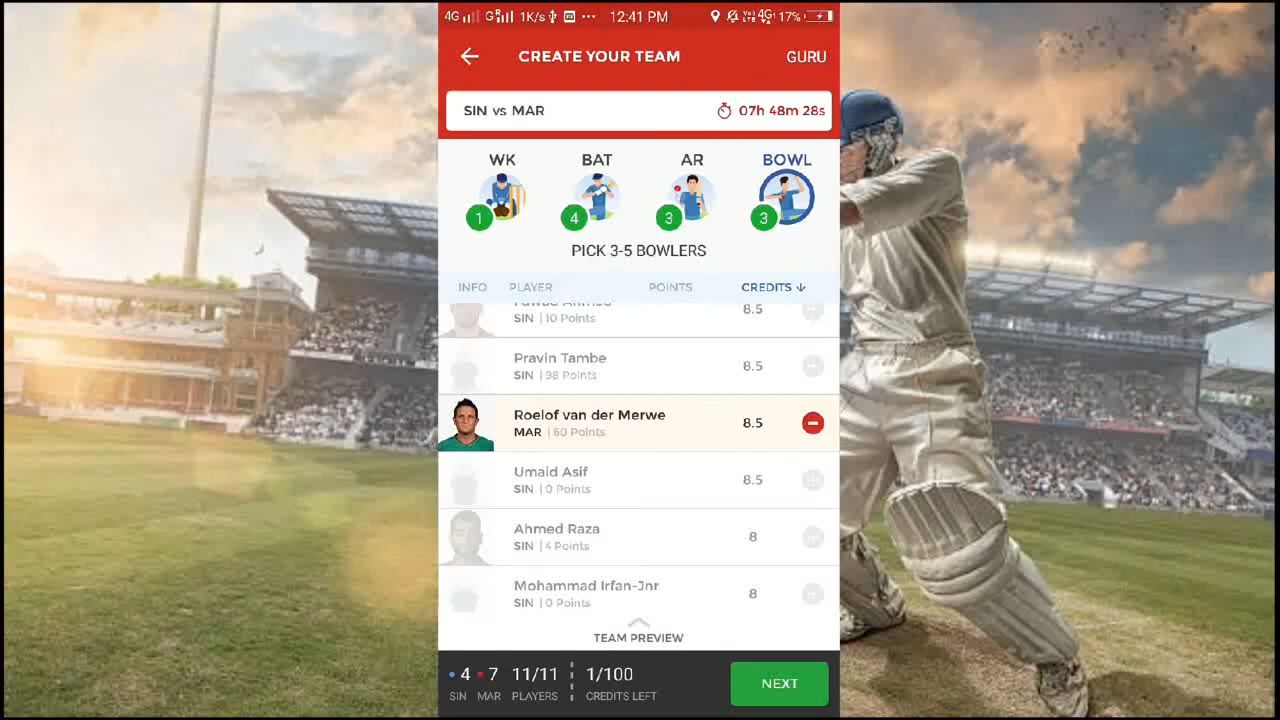 4G G R 1K/s ··· 12:41 PM VoLTE 4G 17%
CREATE YOUR TEAM GURU
SIN vs MAR 07h 48m 28s
WK BAT AR BOWL
1 4 3 3
PICK 3-5 BOWLERS
INFO PLAYER POINTS CREDITS ↓
8.5
SIN | 10 Points
Pravin Tambe 8.5
SIN | 98 Points
Roelof van der Merwe 8.5
MAR | 60 Points
Umaid Asif 8.5
SIN | 0 Points
Ahmed Raza 8
SIN | 4 Points
Mohammad Irfan-Jnr 8
SIN | 0 Points
TEAM PREVIEW
4 7 11/11 1/100 NEXT
SIN MAR PLAYERS CREDITS LEFT